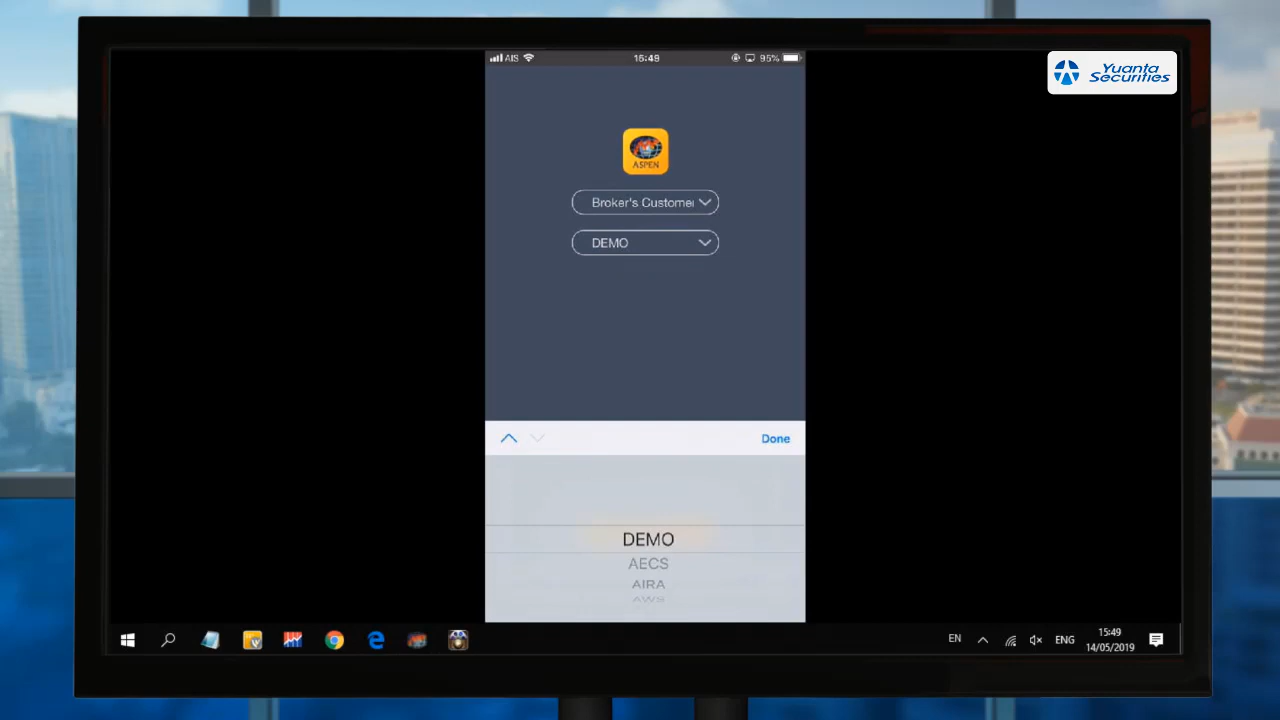 AIS
15:49
95%
Yuanta
Securities
ASPEN
Broker's Customer
DEMO
Done
DEMO
AECS
AIRA
AWS
EN
ENG
15:49
14/05/2019